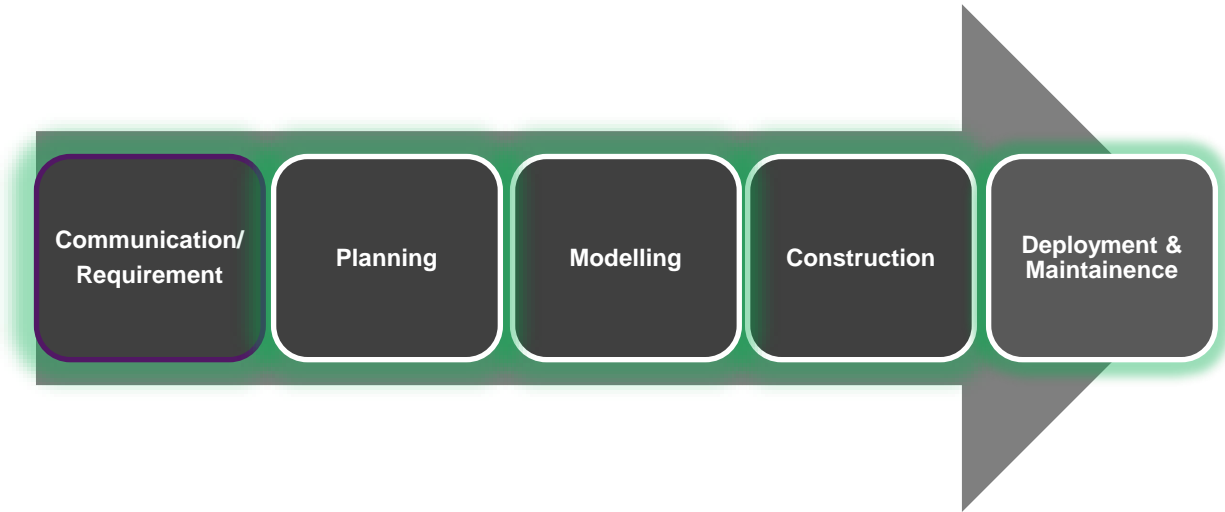 Communication/
Requirement
Planning
Modelling
Construction
Deployment &
Maintainence